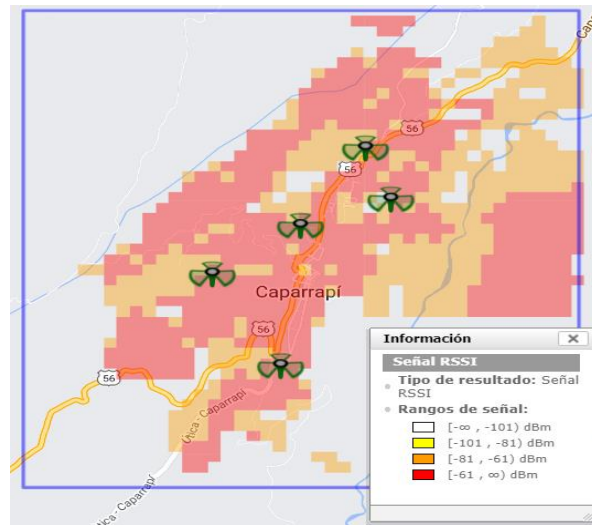 Cap
56
56
Caparrapí
56
56
Útica - Caparrapí
Útica - Caparrapí
Información
Señal RSSI
Tipo de resultado: Señal
RSSI
Rangos de señal:
[-∞ , -101) dBm
[-101 , -81) dBm
[-81 , -61) dBm
[-61 , ∞) dBm